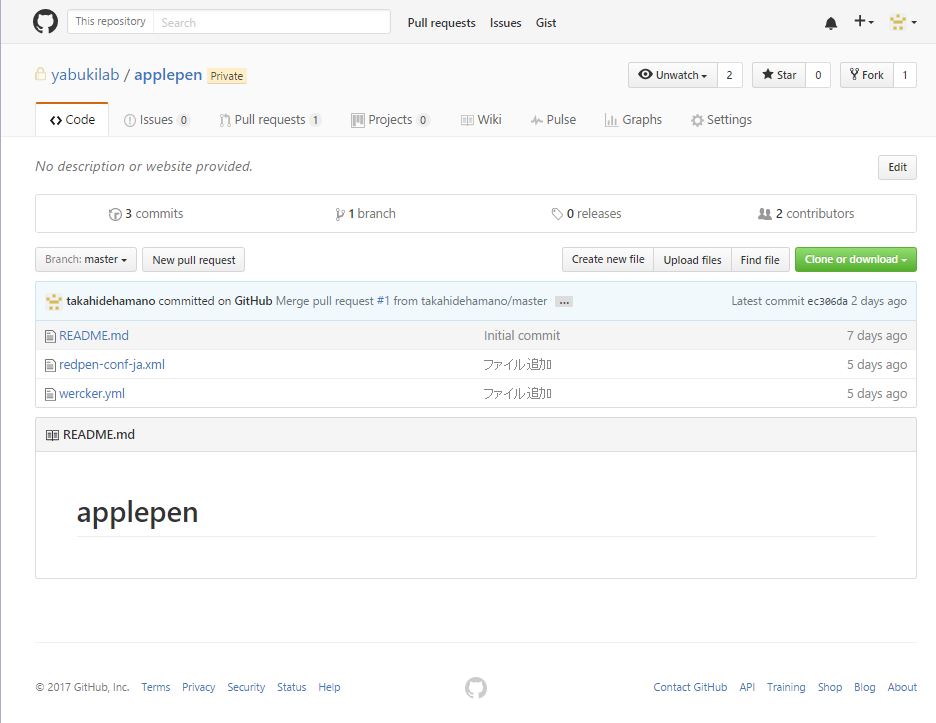 This repository Search Pull requests Issues Gist
yabukilab / applepen Private Unwatch 2 Star 0 Fork 1
Code Issues 0 Pull requests 1 Projects 0 Wiki Pulse Graphs Settings
No description or website provided. Edit
3 commits 1 branch 0 releases 2 contributors
Branch: master New pull request Create new file Upload files Find file Clone or download
takahidehamano committed on GitHub Merge pull request #1 from takahidehamano/master ... Latest commit ec306da 2 days ago
README.md Initial commit 7 days ago
redpen-conf-ja.xml ファイル追加 5 days ago
wercker.yml ファイル追加 5 days ago
README.md
applepen
© 2017 GitHub, Inc. Terms Privacy Security Status Help Contact GitHub API Training Shop Blog About